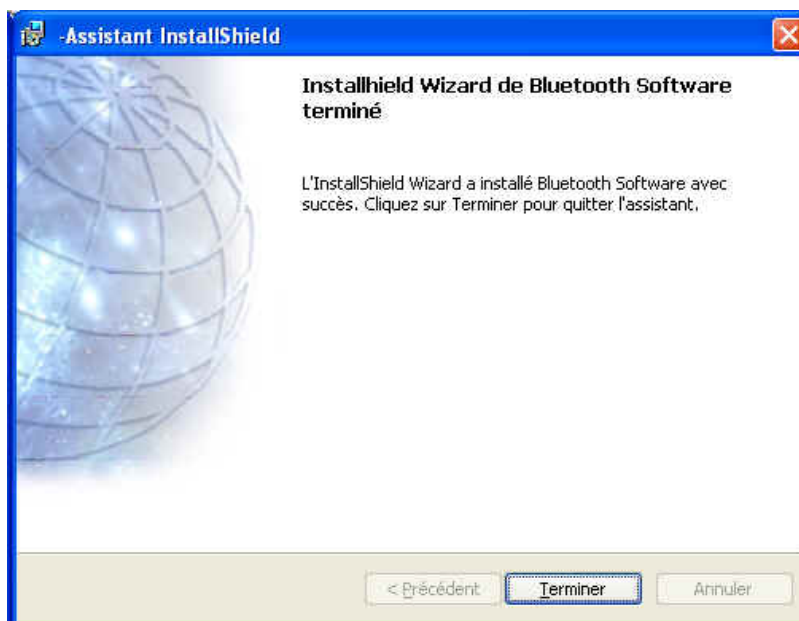 -Assistant InstallShield
Installhield Wizard de Bluetooth Software
terminé
L'InstallShield Wizard a installé Bluetooth Software avec
succès. Cliquez sur Terminer pour quitter l'assistant.
< Précédent
Terminer
Annuler